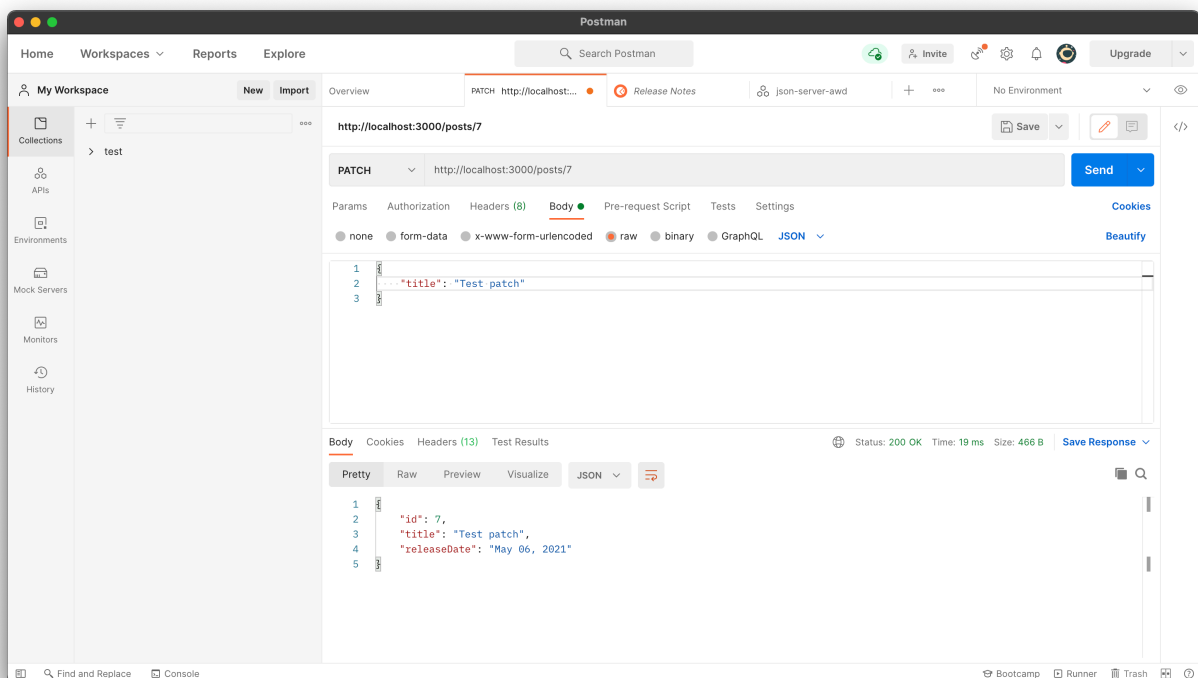 Postman
Home Workspaces Reports Explore Search Postman Invite Upgrade
My Workspace New Import Overview PATCH http://localhost:... Release Notes json-server-awd No Environment
Collections
test
APIs
Environments
Mock Servers
Monitors
History
http://localhost:3000/posts/7 Save
PATCH http://localhost:3000/posts/7 Send
Params Authorization Headers (8) Body Pre-request Script Tests Settings Cookies
none form-data x-www-form-urlencoded raw binary GraphQL JSON Beautify
1 {
2 ····"title":·"Test·patch"
3 }
Body Cookies Headers (13) Test Results Status: 200 OK Time: 19 ms Size: 466 B Save Response
Pretty Raw Preview Visualize JSON
1 {
2 "id": 7,
3 "title": "Test patch",
4 "releaseDate": "May 06, 2021"
5 }
Find and Replace Console Bootcamp Runner Trash